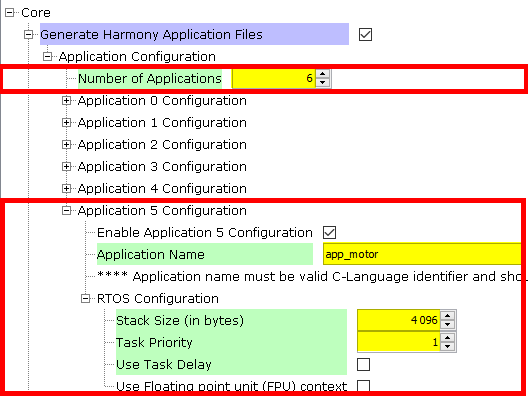 Core
Generate Harmony Application Files
Application Configuration
Number of Applications 6
Application 0 Configuration
Application 1 Configuration
Application 2 Configuration
Application 3 Configuration
Application 4 Configuration
Application 5 Configuration
Enable Application 5 Configuration
Application Name app_motor
**** Application name must be valid C-Language identifier and sho
RTOS Configuration
Stack Size (in bytes) 4 096
Task Priority 1
Use Task Delay
Use Floating point unit (FPU) context